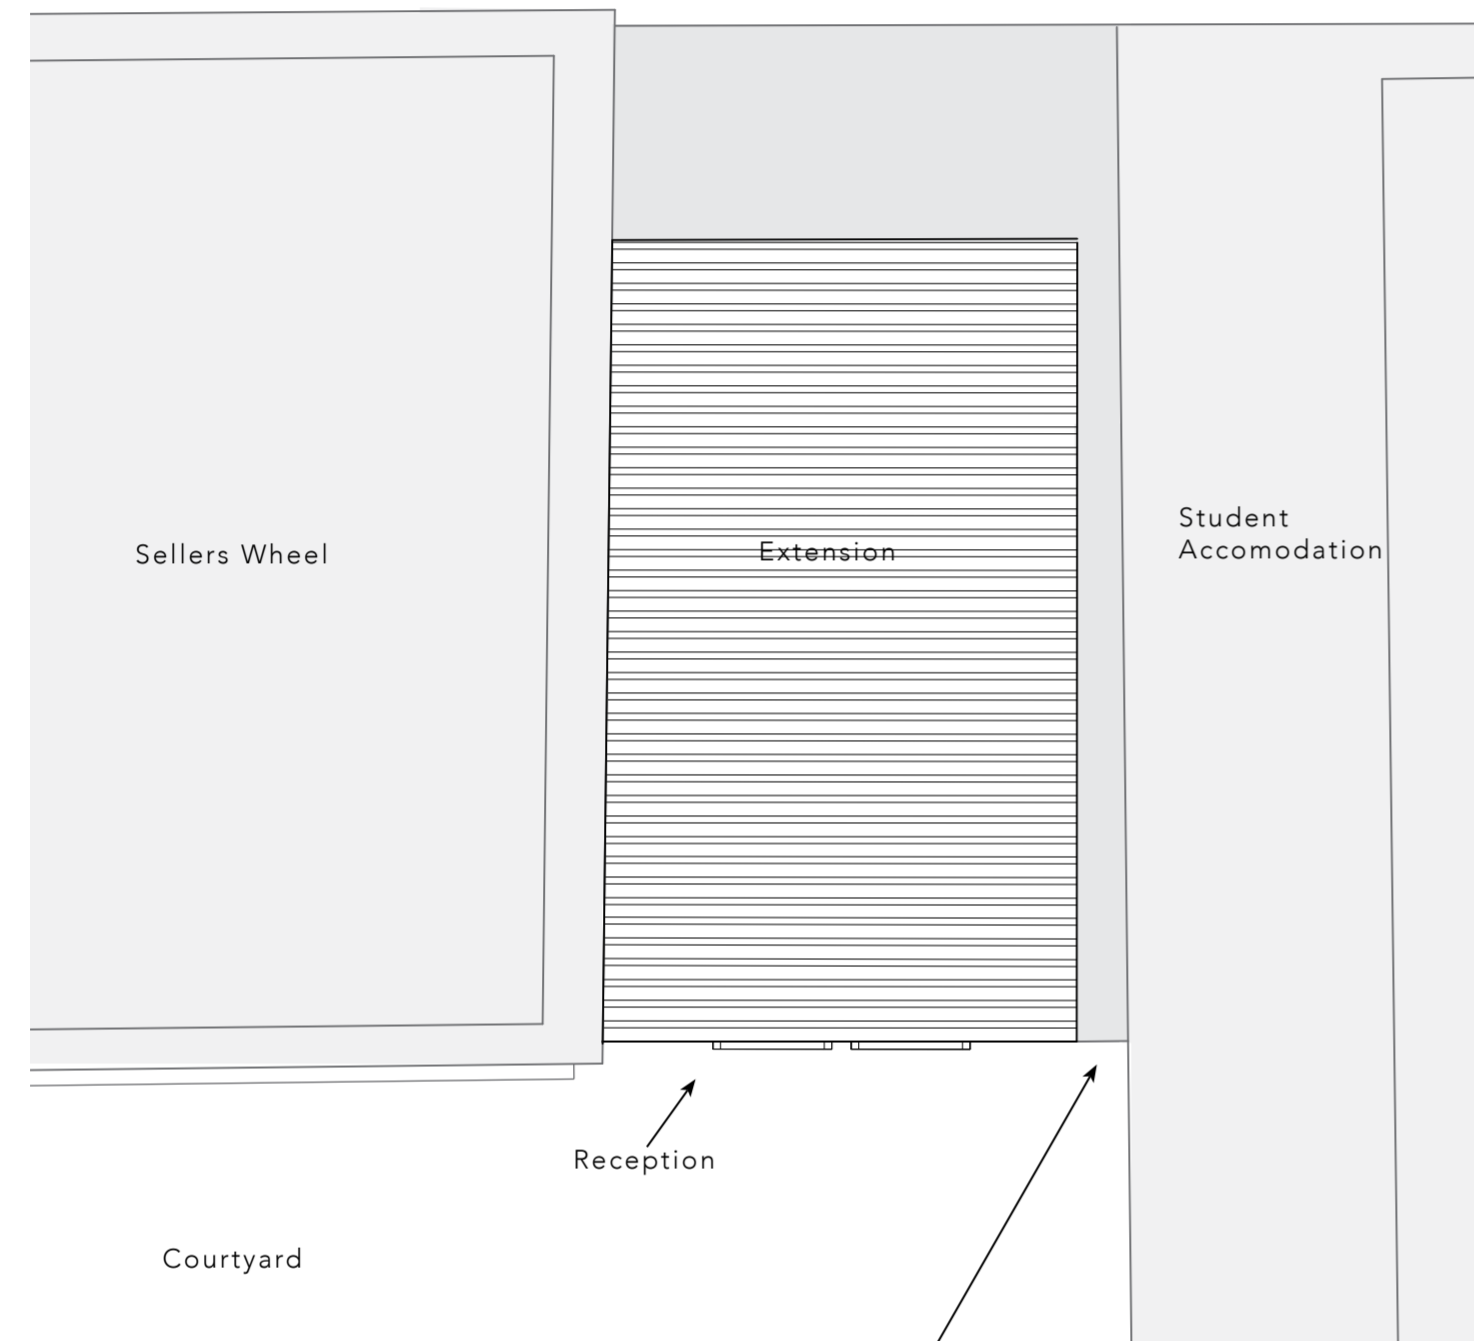 Student
Accomodation
Sellers Wheel
Extension
Reception
Courtyard